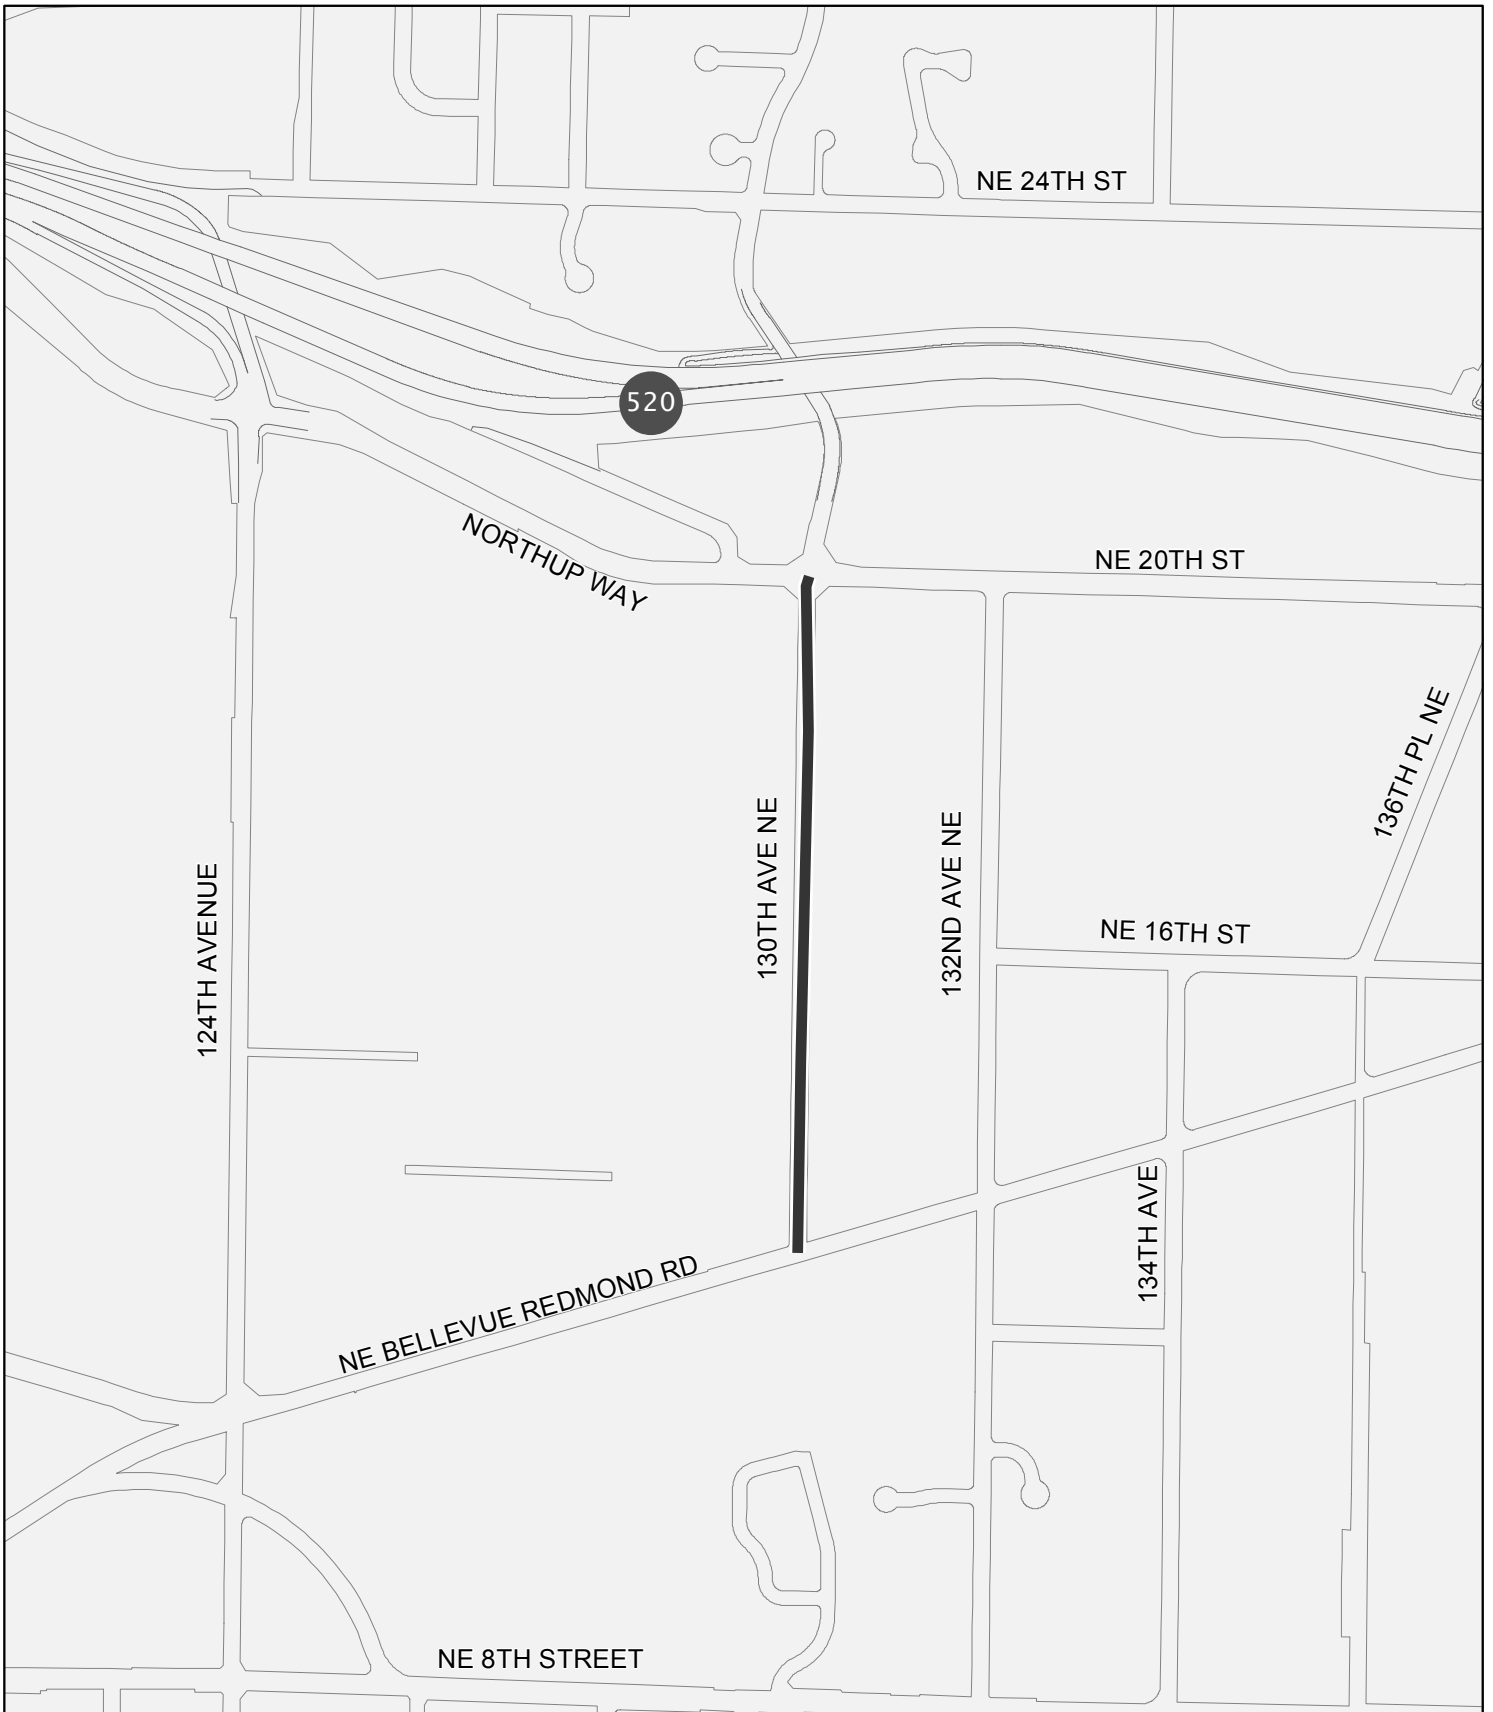 NE 24TH ST
520
NORTHUP WAY
NE 20TH ST
136TH PL NE
130TH AVE NE
132ND AVE NE
124TH AVENUE
NE 16TH ST
134TH AVE
NE BELLEVUE REDMOND RD
NE 8TH STREET